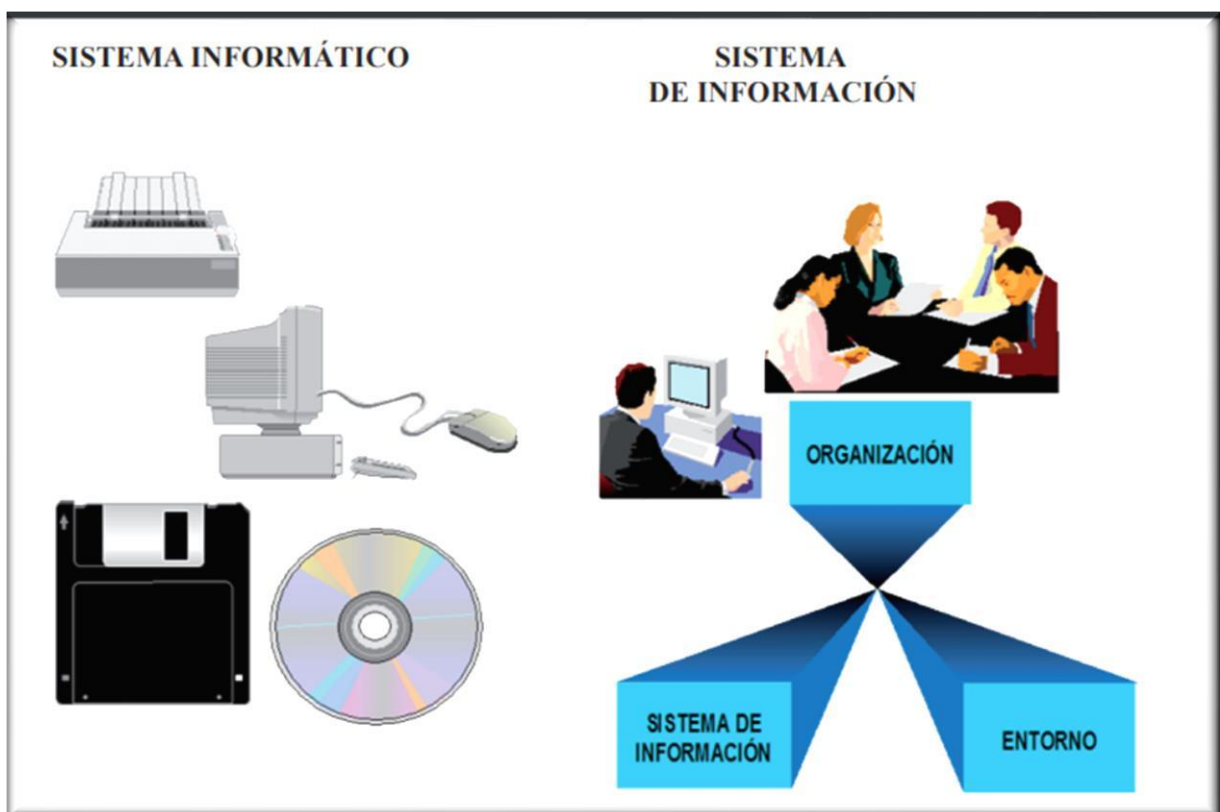 SISTEMA INFORMÁTICO
SISTEMA
DE INFORMACIÓN
ORGANIZACIÓN
SISTEMA DE
INFORMACIÓN
ENTORNO